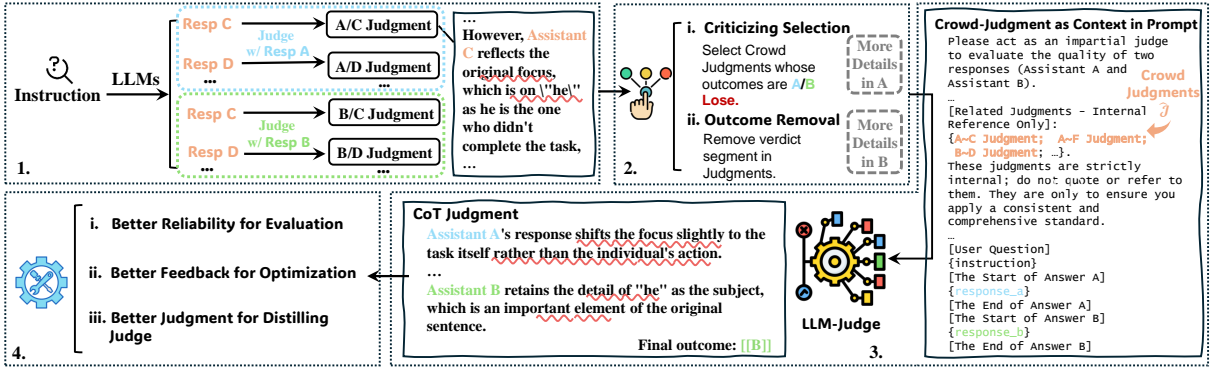 Instruction
LLMs
Resp C
Resp D
...
Judge
w/ Resp A
A/C Judgment
A/D Judgment
...
Resp C
Resp D
...
Judge
w/ Resp B
B/C Judgment
B/D Judgment
...
1.
...
However, Assistant
C reflects the
original focus,
which is on \"he\"
as he is the one
who didn't
complete the task,
...
i. Criticizing Selection
Select Crowd
Judgments whose
outcomes are A/B
Lose.
ii. Outcome Removal
Remove verdict
segment in
Judgments.
More
Details
in A
More
Details
in B
2.
Crowd-Judgment as Context in Prompt
Please act as an impartial judge
to evaluate the quality of two
responses (Assistant A and
Assistant B).
…
Crowd
Judgments
𝒥
[Related Judgments - Internal
Reference Only]:
{A~C Judgment; A~F Judgment;
B~D Judgment; …}.
These judgments are strictly
internal; do not quote or refer to
them. They are only to ensure you
apply a consistent and
comprehensive standard.
…
[User Question]
{instruction}
[The Start of Answer A]
{response_a}
[The End of Answer A]
[The Start of Answer B]
{response_b}
[The End of Answer B]
3.
LLM-Judge
CoT Judgment
Assistant A's response shifts the focus slightly to the
task itself rather than the individual's action.
...
Assistant B retains the detail of "he" as the subject,
which is an important element of the original
sentence.
Final outcome: [[B]]
i. Better Reliability for Evaluation
ii. Better Feedback for Optimization
iii. Better Judgment for Distilling
Judge
4.